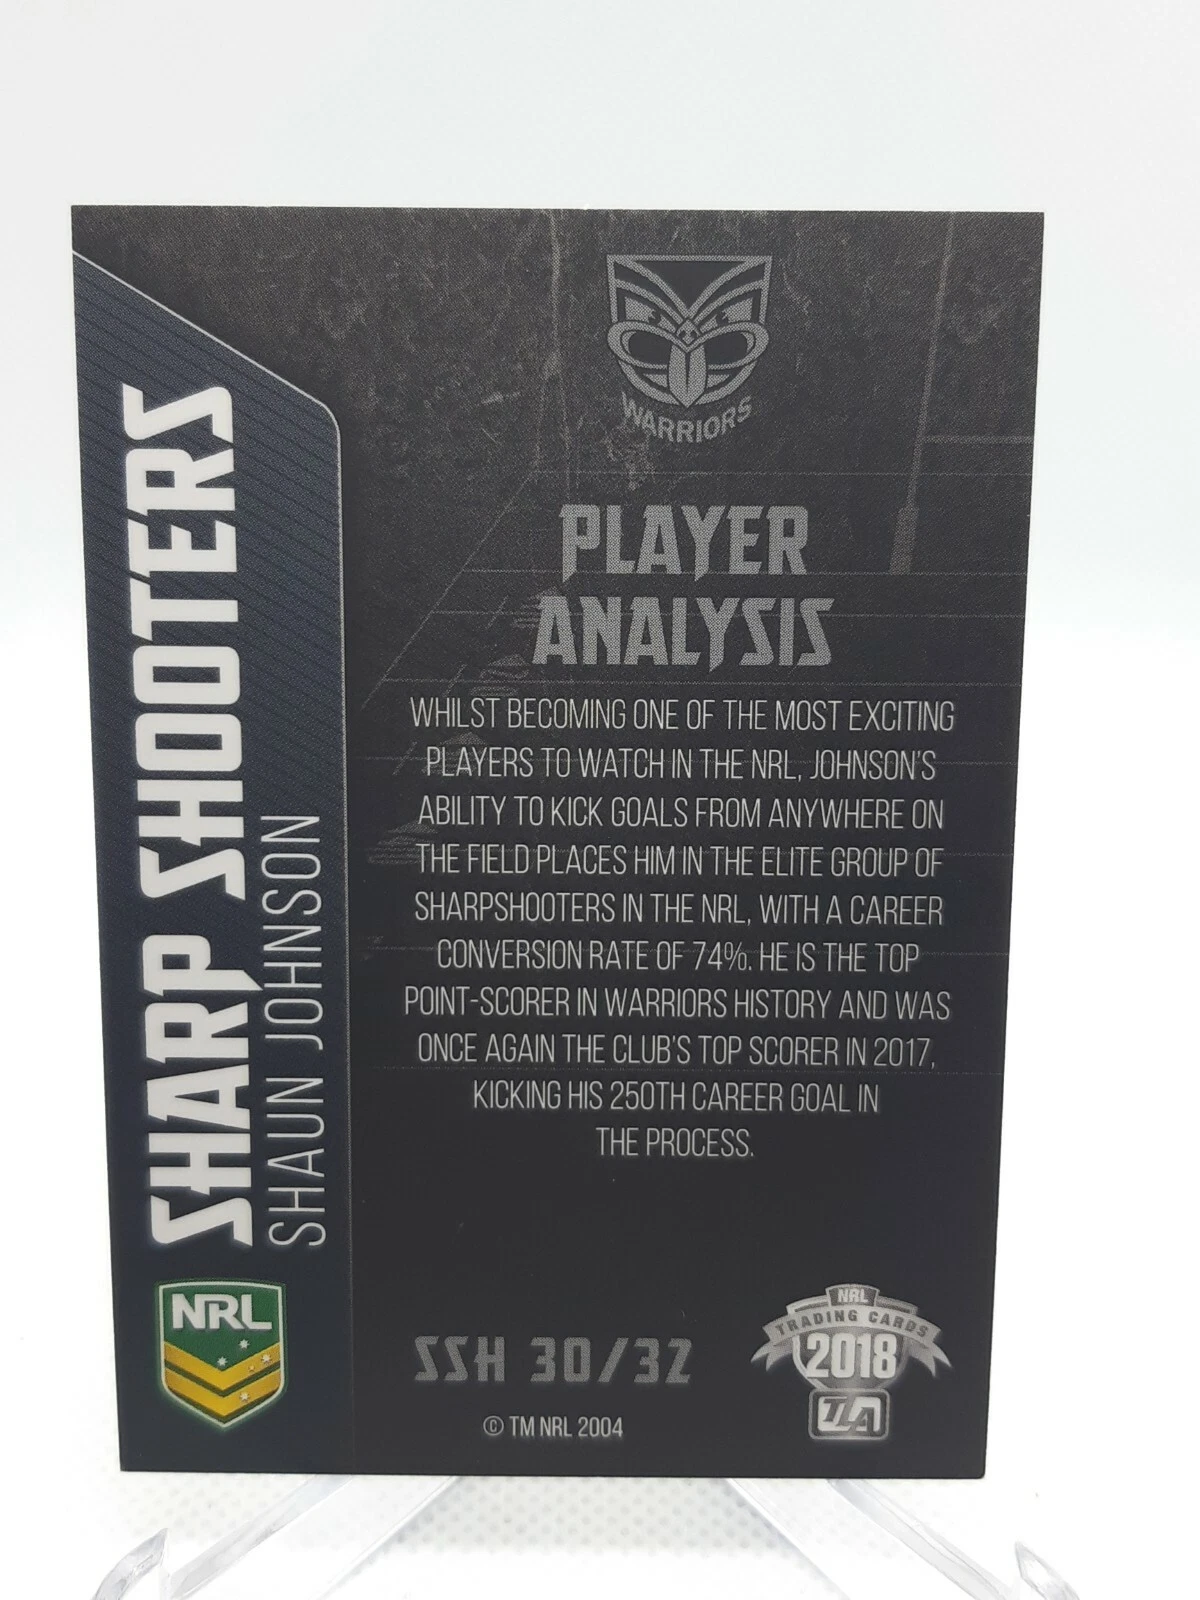 WARRIORS
SHARP SHOOTERS
SHAUN JOHNSON
PLAYER
ANALYSIS
WHILST BECOMING ONE OF THE MOST EXCITING
PLAYERS TO WATCH IN THE NRL, JOHNSON'S
ABILITY TO KICK GOALS FROM ANYWHERE ON
THE FIELD PLACES HIM IN THE ELITE GROUP OF
SHARPSHOOTERS IN THE NRL, WITH A CAREER
CONVERSION RATE OF 74%. HE IS THE TOP
POINT-SCORER IN WARRIORS HISTORY AND WAS
ONCE AGAIN THE CLUB'S TOP SCORER IN 2017,
KICKING HIS 250TH CAREER GOAL IN
THE PROCESS.
NRL
SSH 30/32
© TM NRL 2004
NRL
TRADING CARDS
2018
TLA